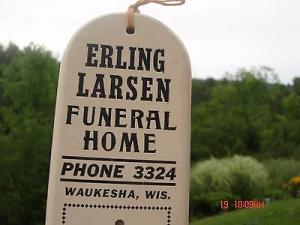 ERLING
LARSEN
FUNERAL
HOME
PHONE 3324
WAUKESHA, WIS.
19 10:09AM